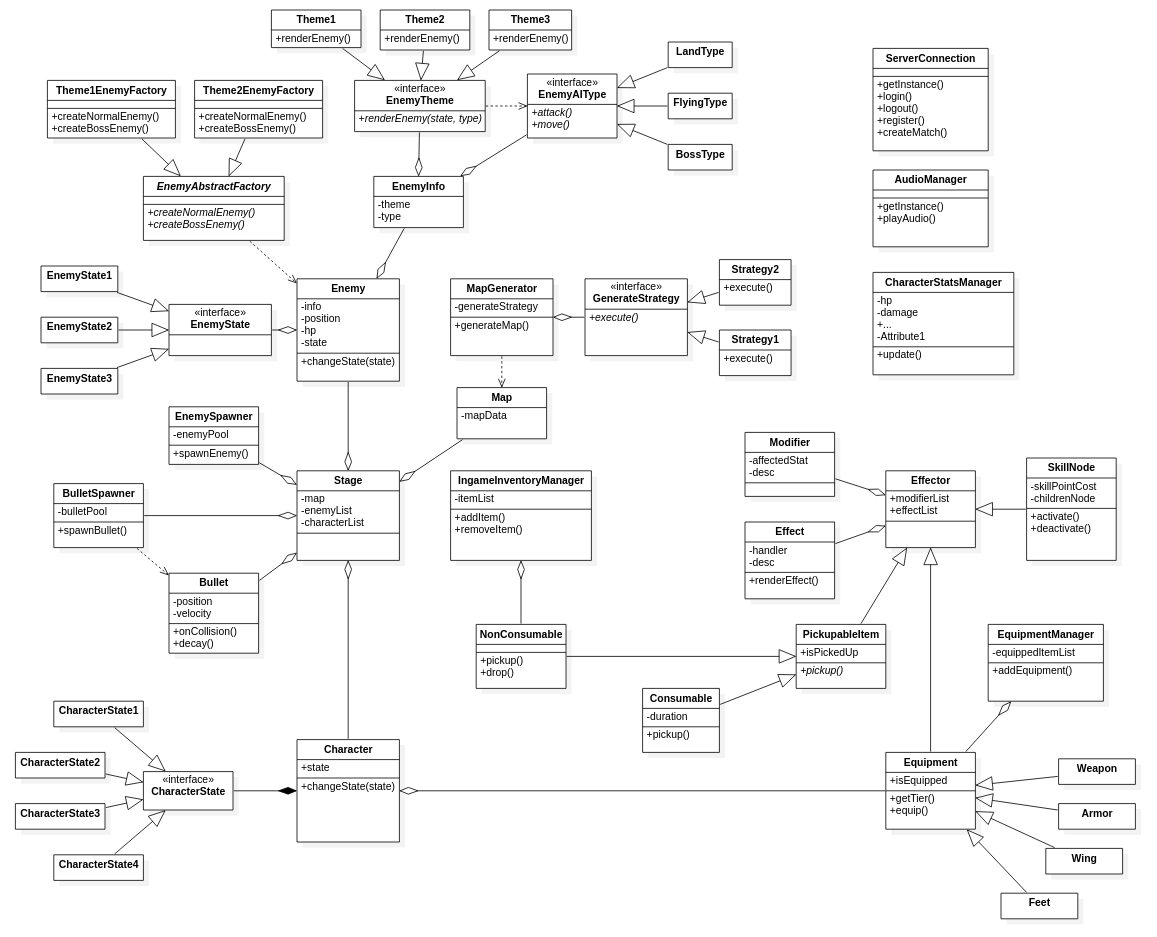 Theme1
+renderEnemy()
Theme2
+renderEnemy()
Theme3
+renderEnemy()
LandType
FlyingType
BossType
«interface»
EnemyTheme
+renderEnemy(state, type)
«interface»
EnemyAIType
+attack()
+move()
Theme1EnemyFactory
+createNormalEnemy()
+createBossEnemy()
Theme2EnemyFactory
+createNormalEnemy()
+createBossEnemy()
EnemyAbstractFactory
+createNormalEnemy()
+createBossEnemy()
EnemyInfo
-theme
-type
ServerConnection
+getInstance()
+login()
+logout()
+register()
+createMatch()
AudioManager
+getInstance()
+playAudio()
CharacterStatsManager
-hp
-damage
+...
-Attribute1
+update()
EnemyState1
EnemyState2
EnemyState3
«interface»
EnemyState
Enemy
-info
-position
-hp
-state
+changeState(state)
MapGenerator
-generateStrategy
+generateMap()
«interface»
GenerateStrategy
+execute()
Strategy2
+execute()
Strategy1
+execute()
Map
-mapData
EnemySpawner
-enemyPool
+spawnEnemy()
BulletSpawner
-bulletPool
+spawnBullet()
Bullet
-position
-velocity
+onCollision()
+decay()
Stage
-map
-enemyList
-characterList
IngameInventoryManager
-itemList
+addItem()
+removeItem()
Modifier
-affectedStat
-desc
Effect
-handler
-desc
+renderEffect()
Effector
+modifierList
+effectList
SkillNode
-skillPointCost
-childrenNode
+activate()
+deactivate()
NonConsumable
+pickup()
+drop()
PickupableItem
+isPickedUp
+pickup()
Consumable
-duration
+pickup()
EquipmentManager
-equippedItemList
+addEquipment()
CharacterState1
CharacterState2
CharacterState3
CharacterState4
«interface»
CharacterState
Character
+state
+changeState(state)
Equipment
+isEquipped
+getTier()
+equip()
Weapon
Armor
Wing
Feet